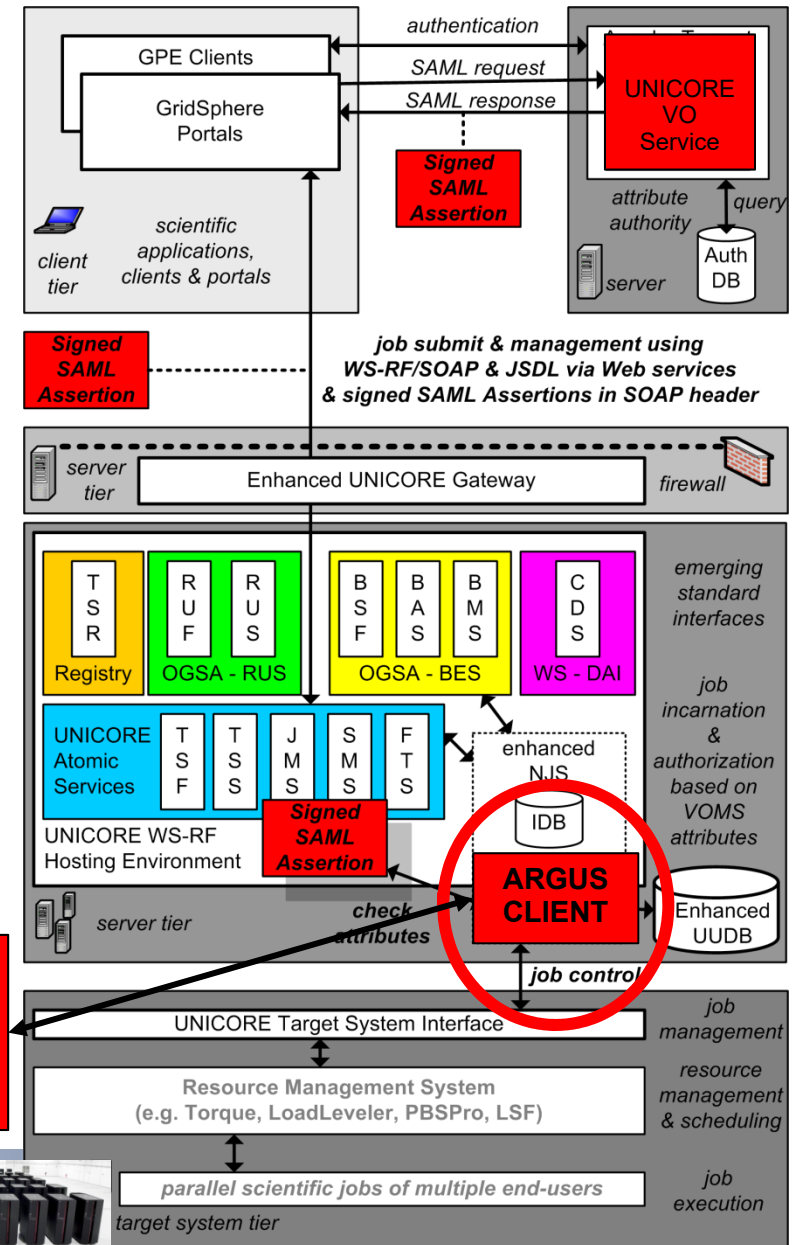 authentication
GPE Clients
SAML request
GridSphere
Portals
SAML response
UNICORE
VO
Service
Signed
SAML
Assertion
attribute
authority
query
Auth
DB
server
scientific
applications,
clients & portals
client
tier
Signed
SAML
Assertion
job submit & management using
WS-RF/SOAP & JSDL via Web services
& signed SAML Assertions in SOAP header
server
tier
Enhanced UNICORE Gateway
firewall
T
S
R
Registry
R
U
F
R
U
S
OGSA - RUS
B
S
F
B
A
S
B
M
S
OGSA - BES
C
D
S
WS - DAI
emerging
standard
interfaces
UNICORE
Atomic
Services
T
S
F
T
S
S
J
M
S
S
M
S
F
T
S
enhanced
NJS
IDB
job
incarnation
&
authorization
based on
VOMS
attributes
UNICORE WS-RF
Hosting Environment
Signed
SAML
Assertion
ARGUS
CLIENT
Enhanced
UUDB
server tier
check
attributes
job control
UNICORE Target System Interface
job
management
Resource Management System
(e.g. Torque, LoadLeveler, PBSPro, LSF)
resource
management
& scheduling
parallel scientific jobs of multiple end-users
job
execution
target system tier